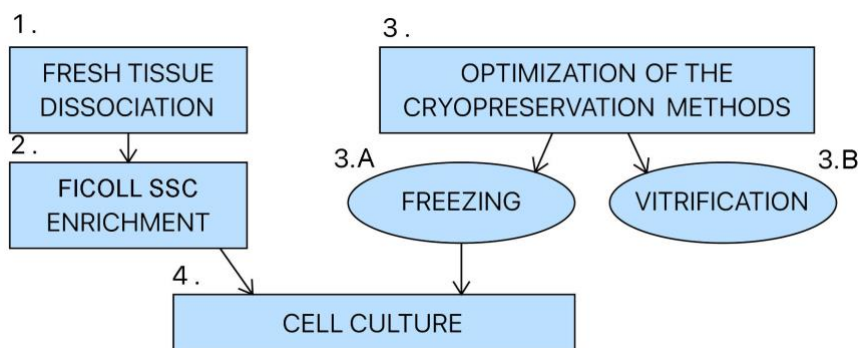 1.
FRESH TISSUE
DISSOCIATION
2.
FICOLL SSC
ENRICHMENT
3.
OPTIMIZATION OF THE
CRYOPRESERVATION METHODS
3.A
FREEZING
3.B
VITRIFICATION
4.
CELL CULTURE